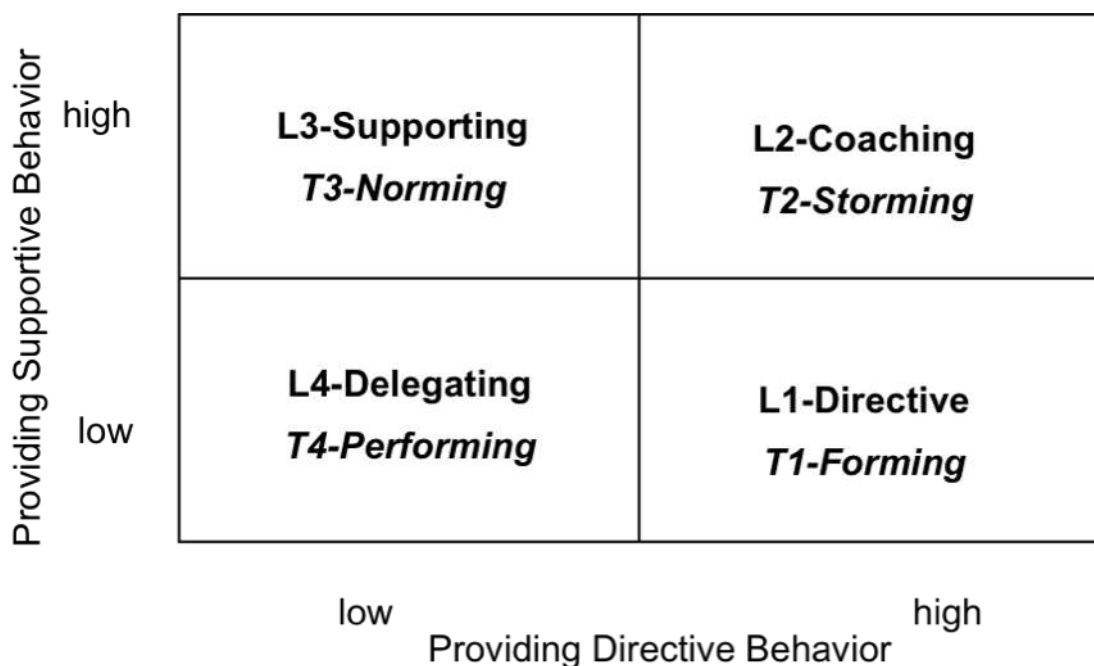 Providing Supportive Behavior
high
low
L3-Supporting
T3-Norming
L2-Coaching
T2-Storming
L4-Delegating
T4-Performing
L1-Directive
T1-Forming
low
high
Providing Directive Behavior